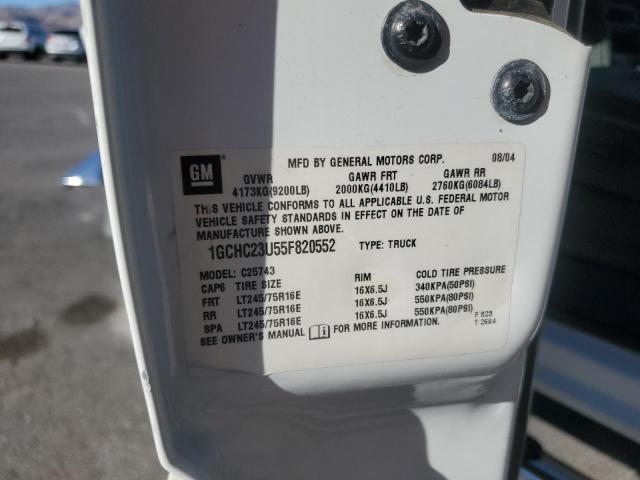 GM
MFD BY GENERAL MOTORS CORP. 08/04
GVWR GAWR FRT GAWR RR
4173KG(9200LB) 2000KG(4410LB) 2760KG(6084LB)
THIS VEHICLE CONFORMS TO ALL APPLICABLE U.S. FEDERAL MOTOR
VEHICLE SAFETY STANDARDS IN EFFECT ON THE DATE OF
MANUFACTURE SHOWN ABOVE.
1GCHC23U55F820552 TYPE: TRUCK
MODEL: C25743
CAP6 TIRE SIZE RIM COLD TIRE PRESSURE
FRT LT245/75R16E 16X6.5J 340KPA(50PSI)
RR LT245/75R16E 16X6.5J 550KPA(80PSI)
SPA LT245/75R16E 16X6.5J 550KPA(80PSI)
SEE OWNER'S MANUAL FOR MORE INFORMATION.
F 823
T 2694